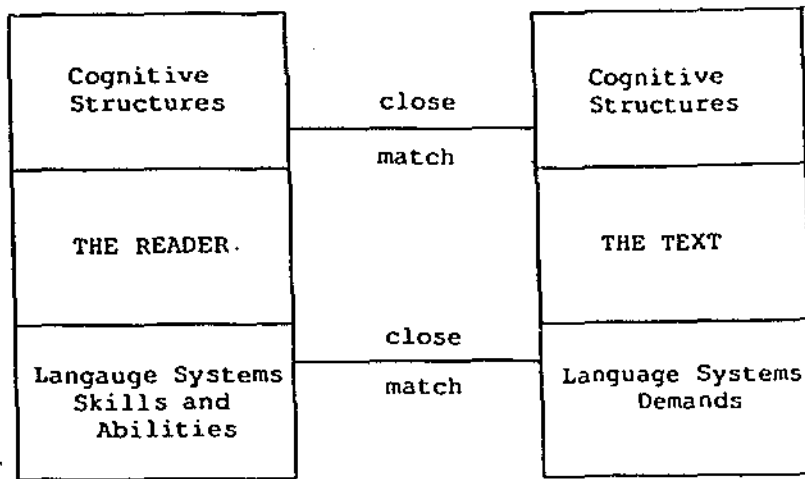 Cognitive
Structures
close
match
Cognitive
Structures
THE READER.
THE TEXT
Langauge Systems
Skills and
Abilities
close
match
Language Systems
Demands